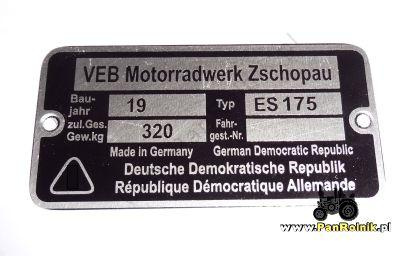 VEB Motorradwerk Zschopau
Bau-
jahr 19 Typ ES 175
zul. Ges.
Gew.kg 320 Fahr-
gest.-Nr.
Made in Germany German Democratic Republic
Deutsche Demokratische Republik
République Démocratique Allemande
www.PanRolnik.pl